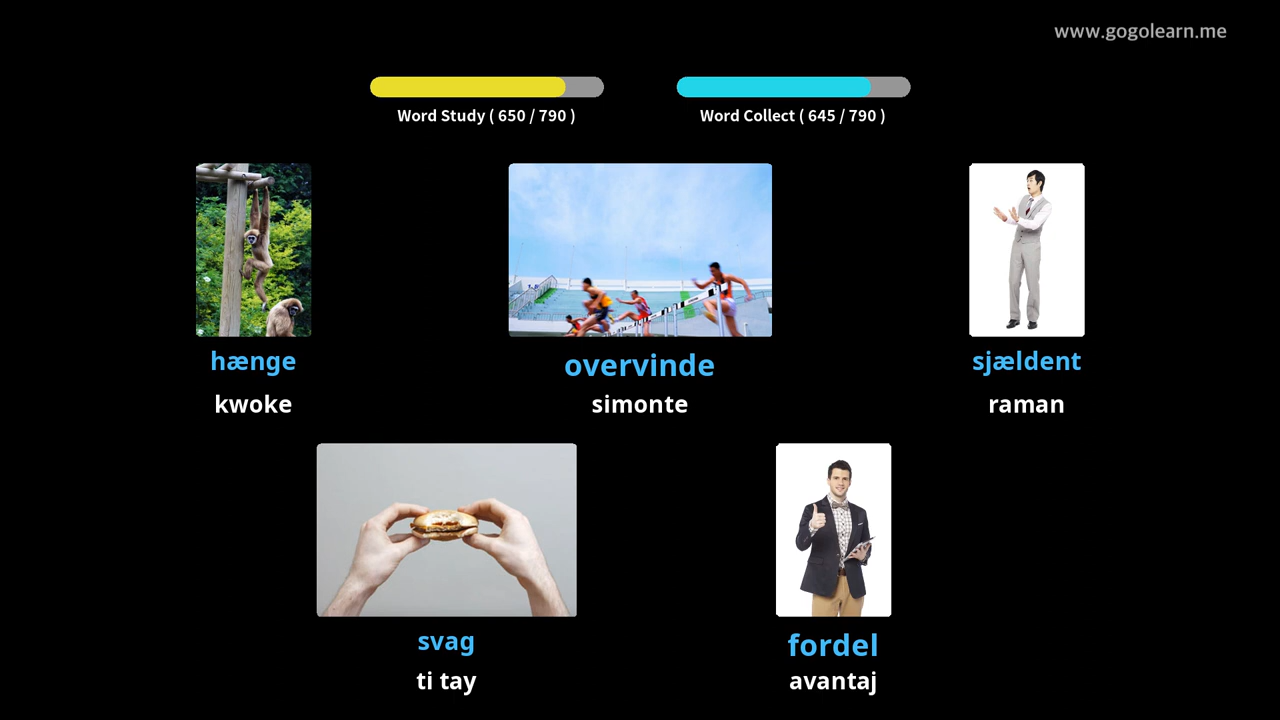 www.gogolearn.me
Word Study ( 650 / 790 )
Word Collect ( 645 / 790 )
hænge
kwoke
overvinde
simonte
sjældent
raman
svag
ti tay
fordel
avantaj